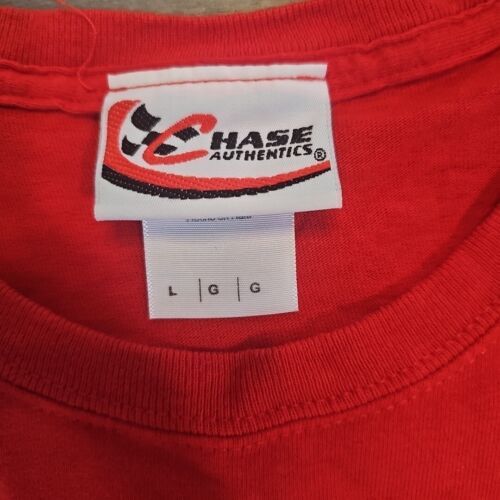 CHASE
AUTHENTICS®
L | G | G